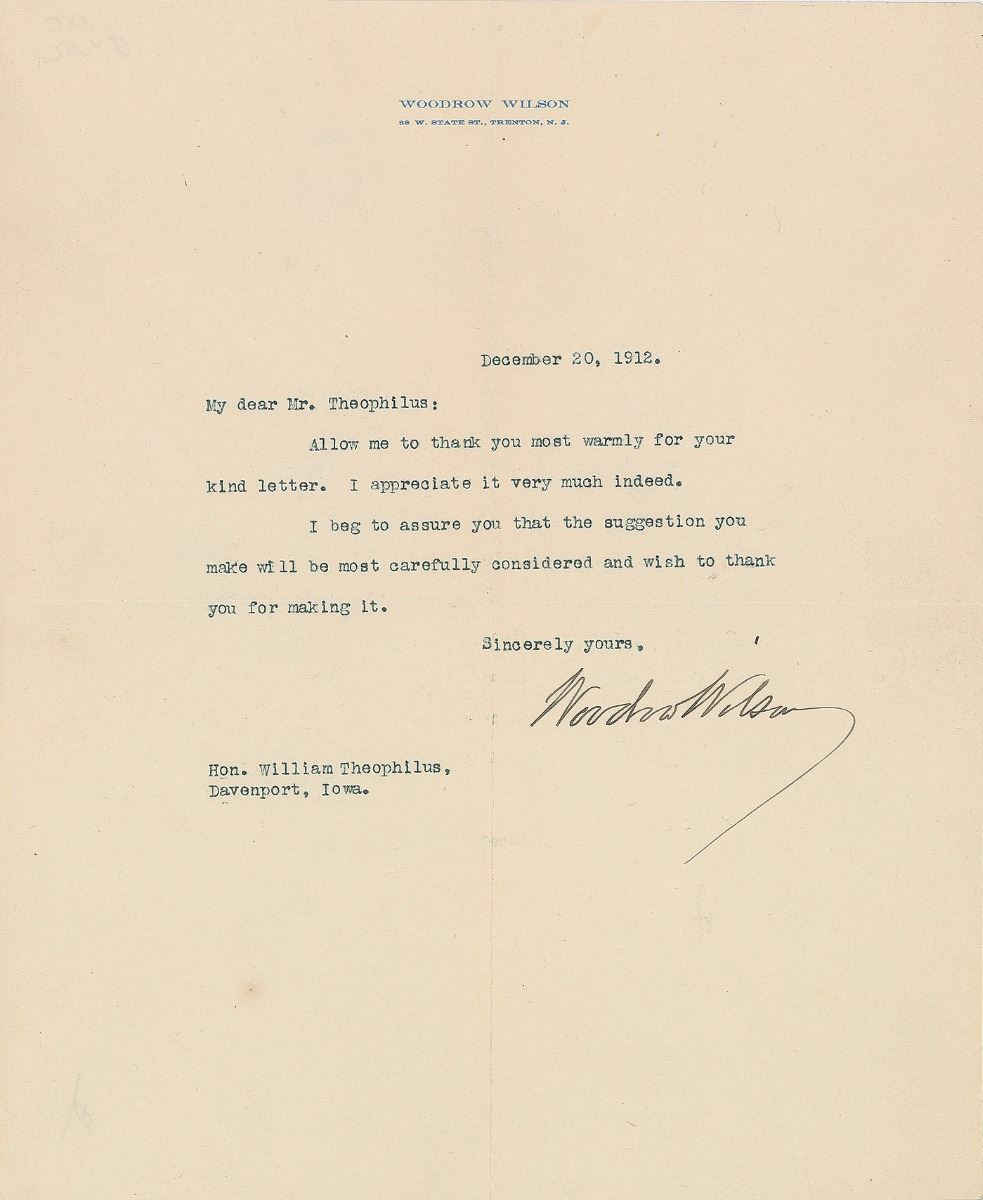 WOODROW WILSON
38 W. STATE ST., TRENTON, N. J.
December 20, 1912.
My dear Mr. Theophilus:
Allow me to thank you most warmly for your
kind letter. I appreciate it very much indeed.
I beg to assure you that the suggestion you
make will be most carefully considered and wish to thank
you for making it.
Sincerely yours,
Woodrow Wilson
Hon. William Theophilus,
Davenport, Iowa.